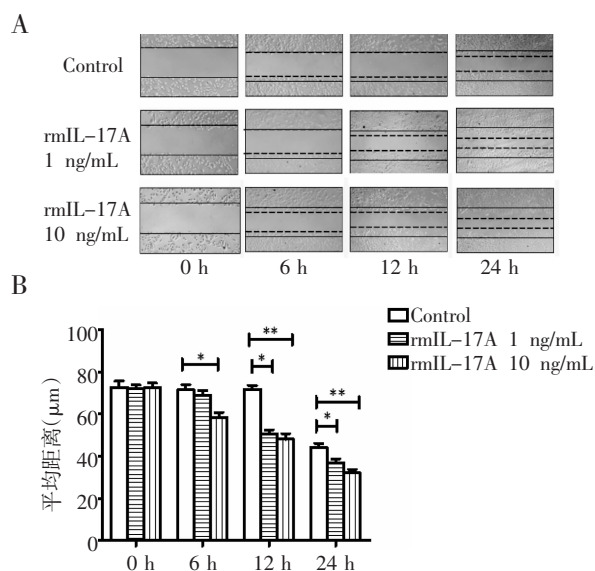 A
Control
rmIL-17A
1 ng/mL
rmIL-17A
10 ng/mL
0 h 6 h 12 h 24 h
B
Control
rmIL-17A 1 ng/mL
rmIL-17A 10 ng/mL
平均距离(μm)
100
80
60
40
20
0
* * ** * **
0 h 6 h 12 h 24 h